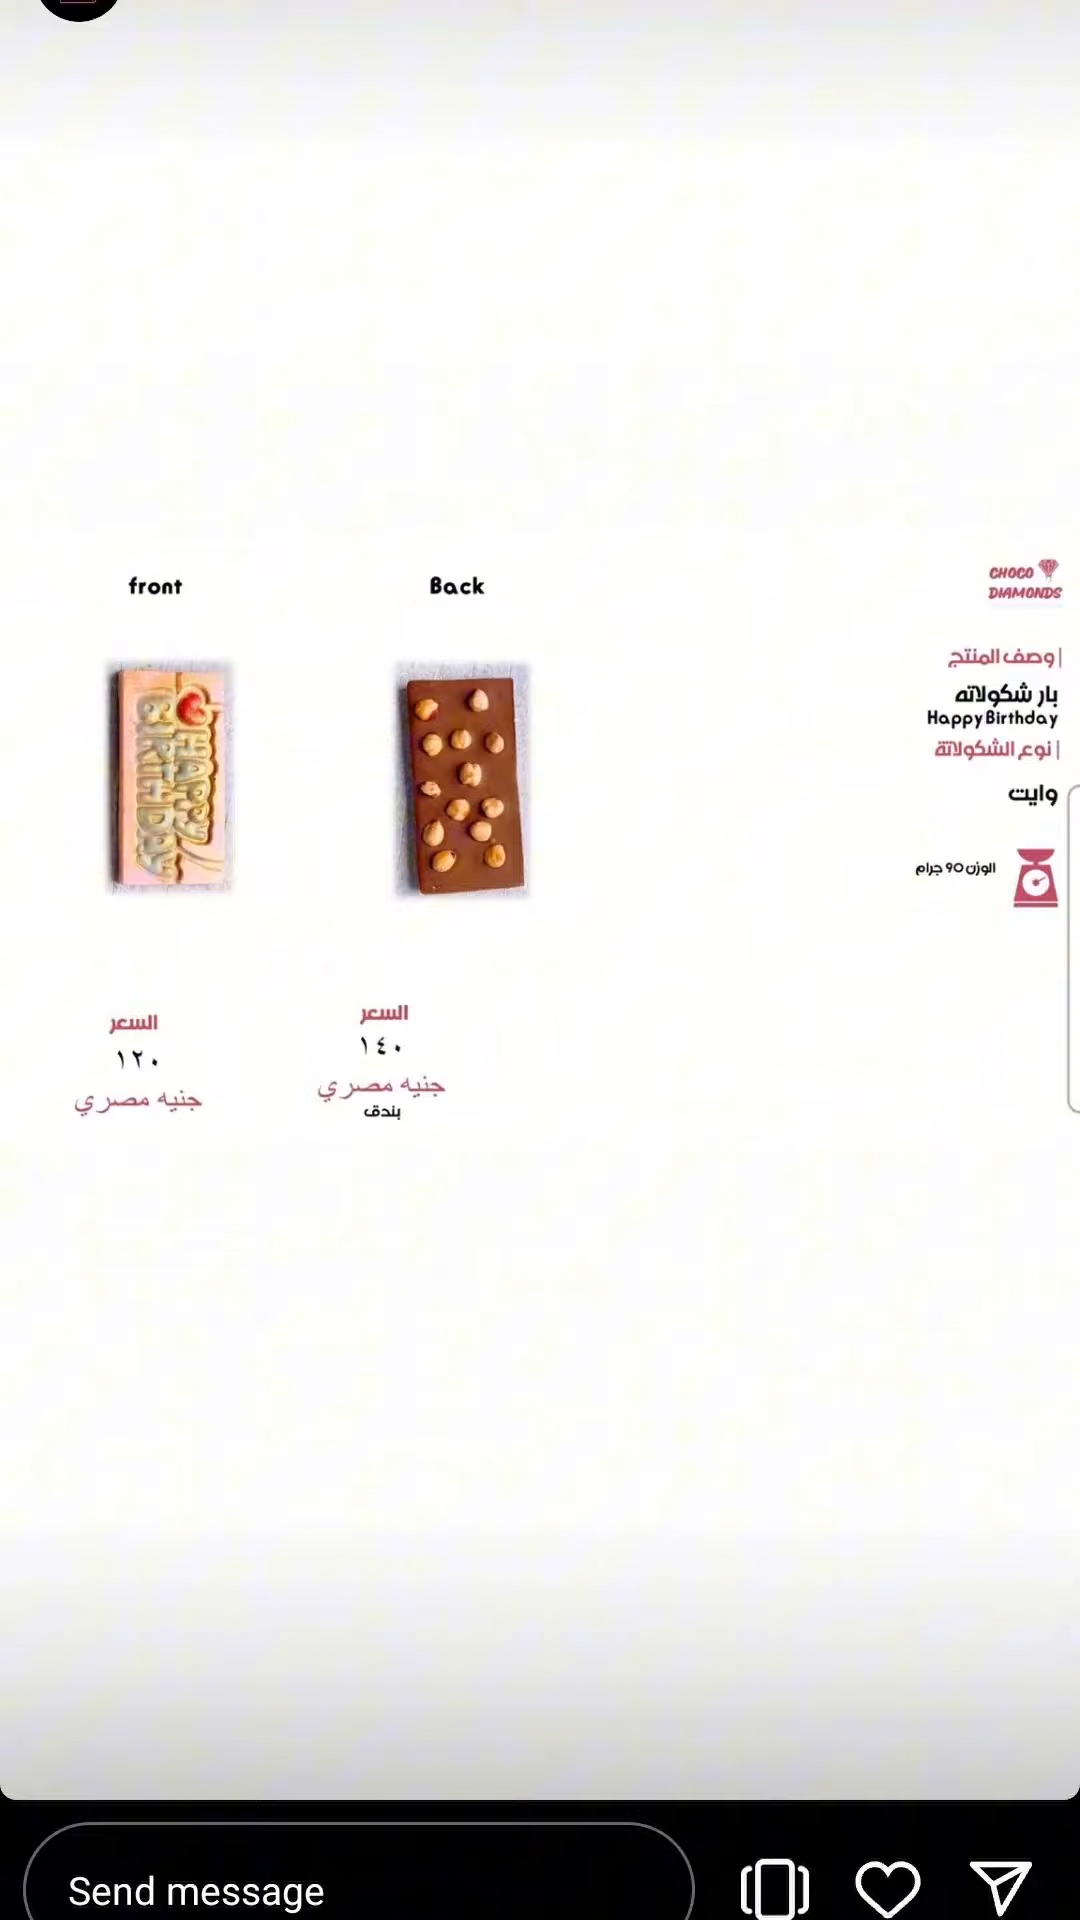 front
Back
CHOCO
DIAMONDS
وصف المنتج |
بار شكولاته
Happy Birthday
نوع الشكولاتة |
وايت
الوزن ٩٠ جرام
HAPPY
BIRTHDAY
السعر
١٢٠
جنيه مصري
السعر
١٤٠
جنيه مصري
بندق
Send message